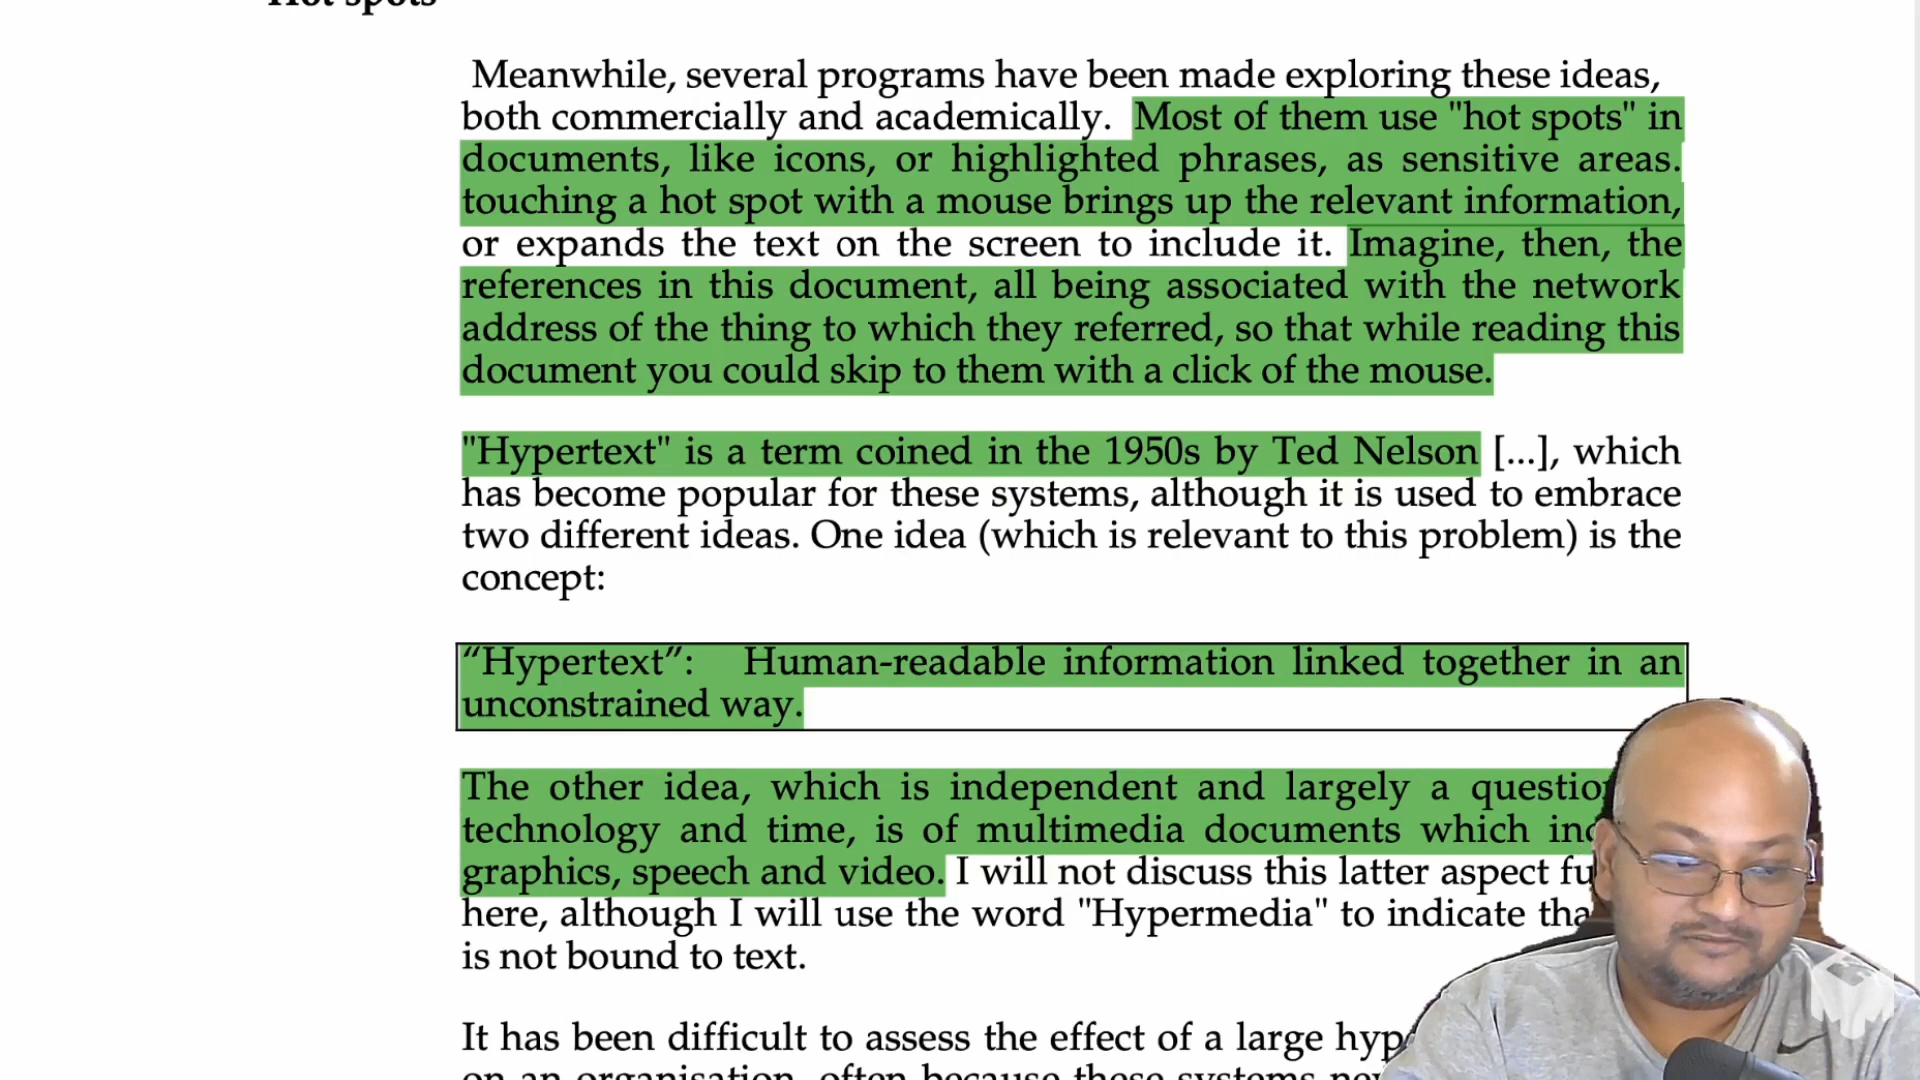 Hot spots
Meanwhile, several programs have been made exploring these ideas,
both commercially and academically. Most of them use "hot spots" in
documents, like icons, or highlighted phrases, as sensitive areas.
touching a hot spot with a mouse brings up the relevant information,
or expands the text on the screen to include it. Imagine, then, the
references in this document, all being associated with the network
address of the thing to which they referred, so that while reading this
document you could skip to them with a click of the mouse.
"Hypertext" is a term coined in the 1950s by Ted Nelson [...], which
has become popular for these systems, although it is used to embrace
two different ideas. One idea (which is relevant to this problem) is the
concept:
“Hypertext”: Human-readable information linked together in an
unconstrained way.
The other idea, which is independent and largely a
technology and time, is of multimedia documents which
graphics, speech and video. I will not discuss this latter aspect
here, although I will use the word "Hypermedia" to indicate
is not bound to text.
It has been difficult to assess the effect of a large
on an organisation, often because these systems